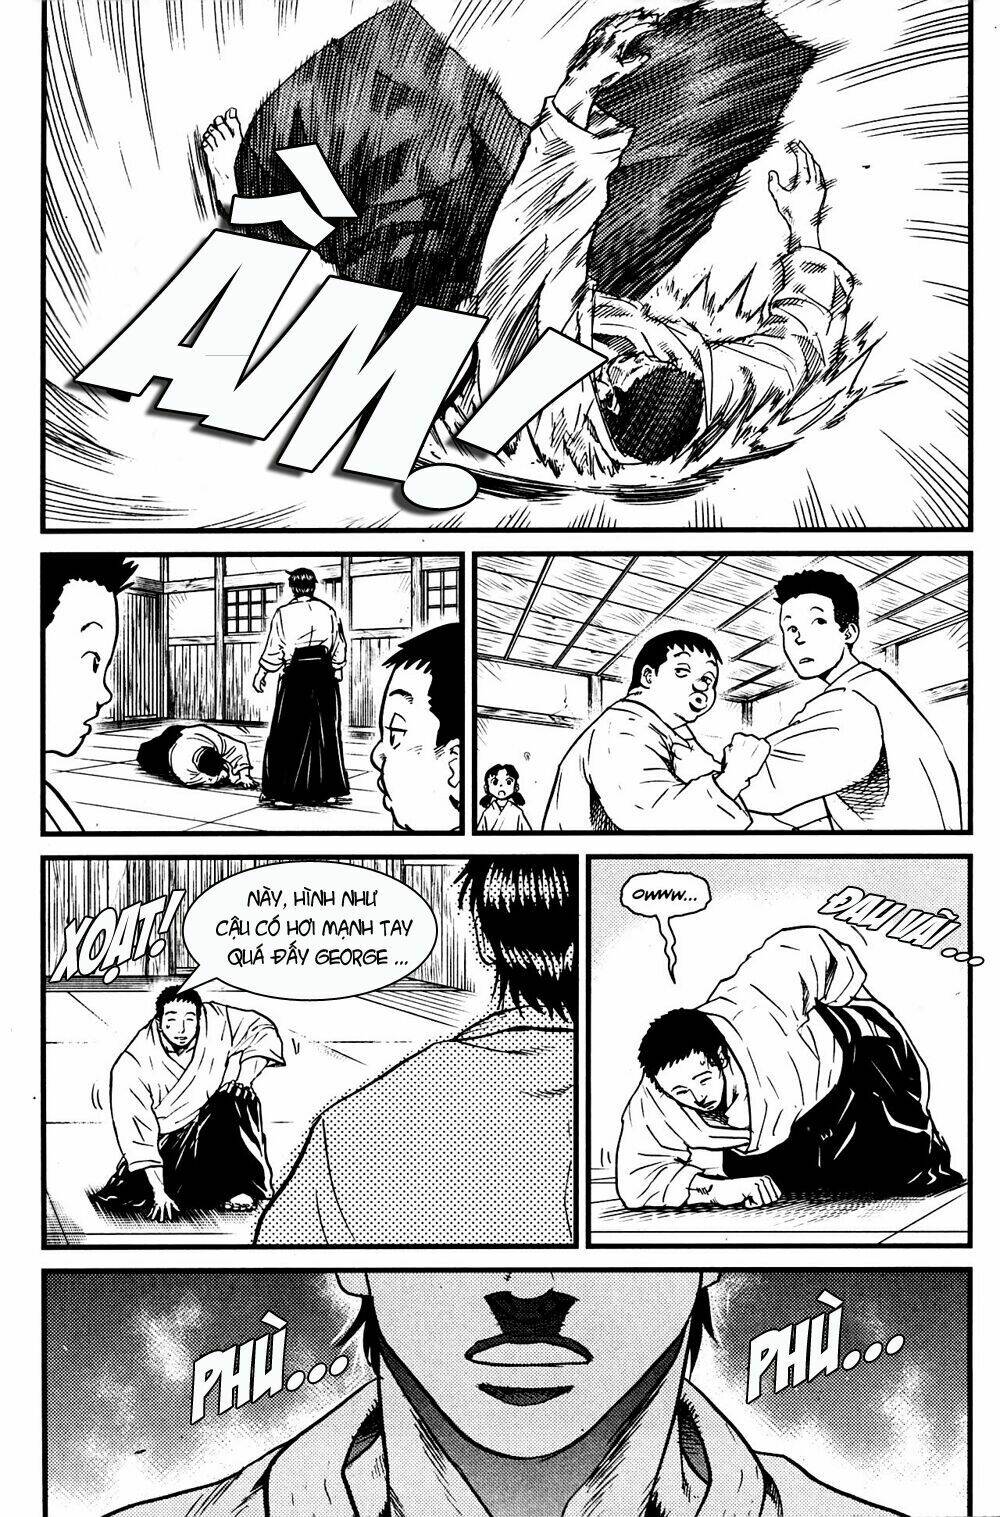 ẦM!
OWWW...
ĐAU VÃI...
XOẠT!
NÀY, HÌNH NHƯ
CẬU CÓ HƠI MẠNH TAY
QUÁ ĐẤY GEORGE ...
PHÙ...
PHÙ...